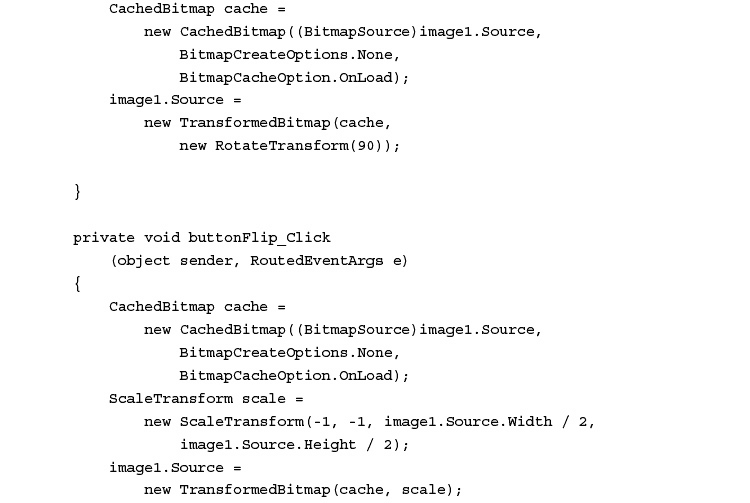 CachedBitmap cache =
new CachedBitmap((BitmapSource)image1.Source,
BitmapCreateOptions.None,
BitmapCacheOption.OnLoad);
image1.Source =
new TransformedBitmap(cache,
new RotateTransform(90));
}
private void buttonFlip_Click
(object sender, RoutedEventArgs e)
{
CachedBitmap cache =
new CachedBitmap((BitmapSource)image1.Source,
BitmapCreateOptions.None,
BitmapCacheOption.OnLoad);
ScaleTransform scale =
new ScaleTransform(-1, -1, image1.Source.Width / 2,
image1.Source.Height / 2);
image1.Source =
new TransformedBitmap(cache, scale);